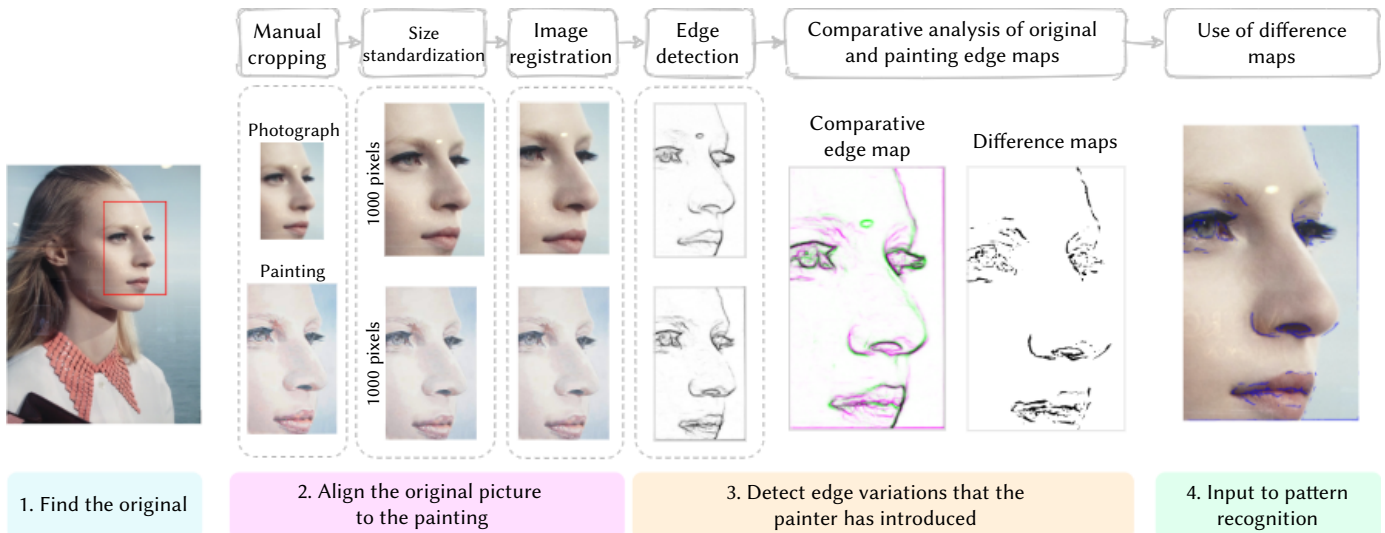 Manual
cropping
Size
standardization
Image
registration
Edge
detection
Comparative analysis of original
and painting edge maps
Use of difference
maps
Photograph
Painting
1000 pixels
1000 pixels
Comparative
edge map
Difference maps
1. Find the original
2. Align the original picture
to the painting
3. Detect edge variations that the
painter has introduced
4. Input to pattern
recognition